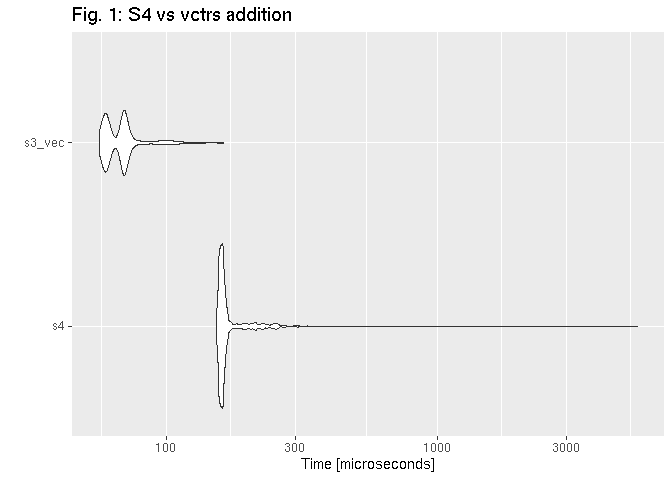 Fig. 1: S4 vs vctrs addition
s3_vec
s4
100 300 1000 3000
Time [microseconds]